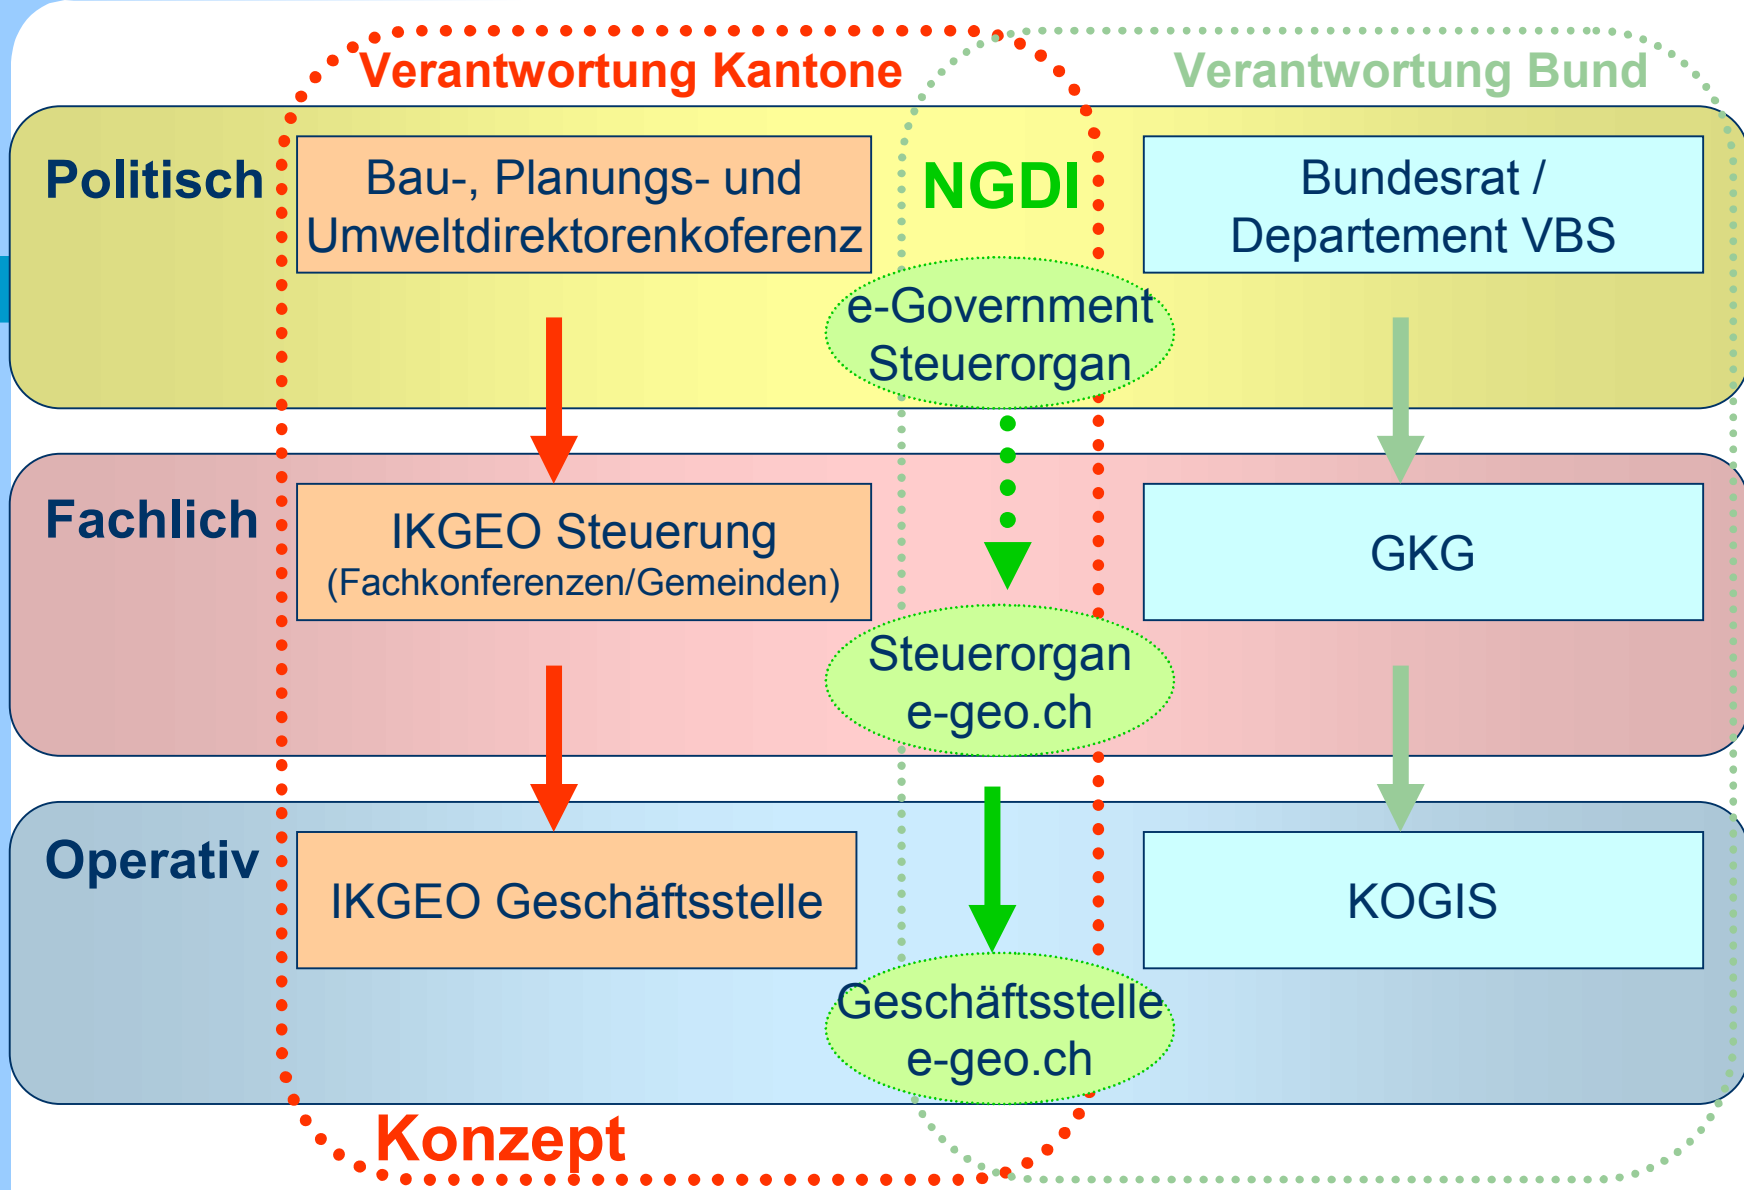 Verantwortung Kantone
Verantwortung Bund
Politisch
Bau-, Planungs- und
Umweltdirektorenkoferenz
NGDI
Bundesrat /
Departement VBS
e-Government
Steuerorgan
Fachlich
IKGEO Steuerung
(Fachkonferenzen/Gemeinden)
GKG
Steuerorgan
e-geo.ch
Operativ
IKGEO Geschäftsstelle
KOGIS
Geschäftsstelle
e-geo.ch
Konzept